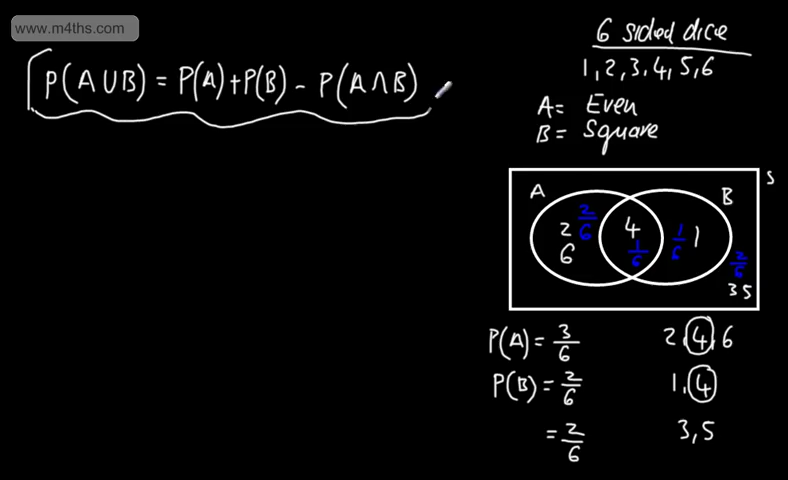 www.m4ths.com
P(A∪B) = P(A)+P(B) - P(A∩B)
6 sided dice
1, 2, 3, 4, 5, 6
A = Even
B = Square
S
A
B
2
6
2/6
4
1/6
1/6
1
2/6
3 5
P(A) = 3/6
2, 4, 6
P(B) = 2/6
1, 4
= 2/6
3, 5